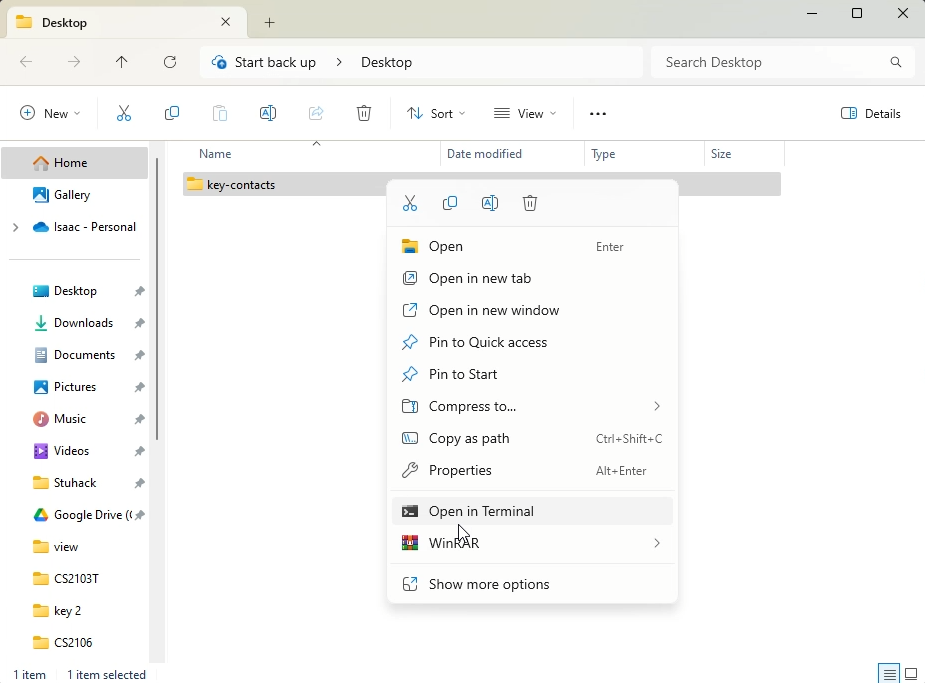 Desktop
Start back up > Desktop
Search Desktop
New
Sort
View
Details
Name
Date modified
Type
Size
Home
Gallery
Isaac - Personal
Desktop
Downloads
Documents
Pictures
Music
Videos
Stuhack
Google Drive (
view
CS2103T
key 2
CS2106
key-contacts
Open Enter
Open in new tab
Open in new window
Pin to Quick access
Pin to Start
Compress to...
Copy as path Ctrl+Shift+C
Properties Alt+Enter
Open in Terminal
WinRAR
Show more options
1 item
1 item selected